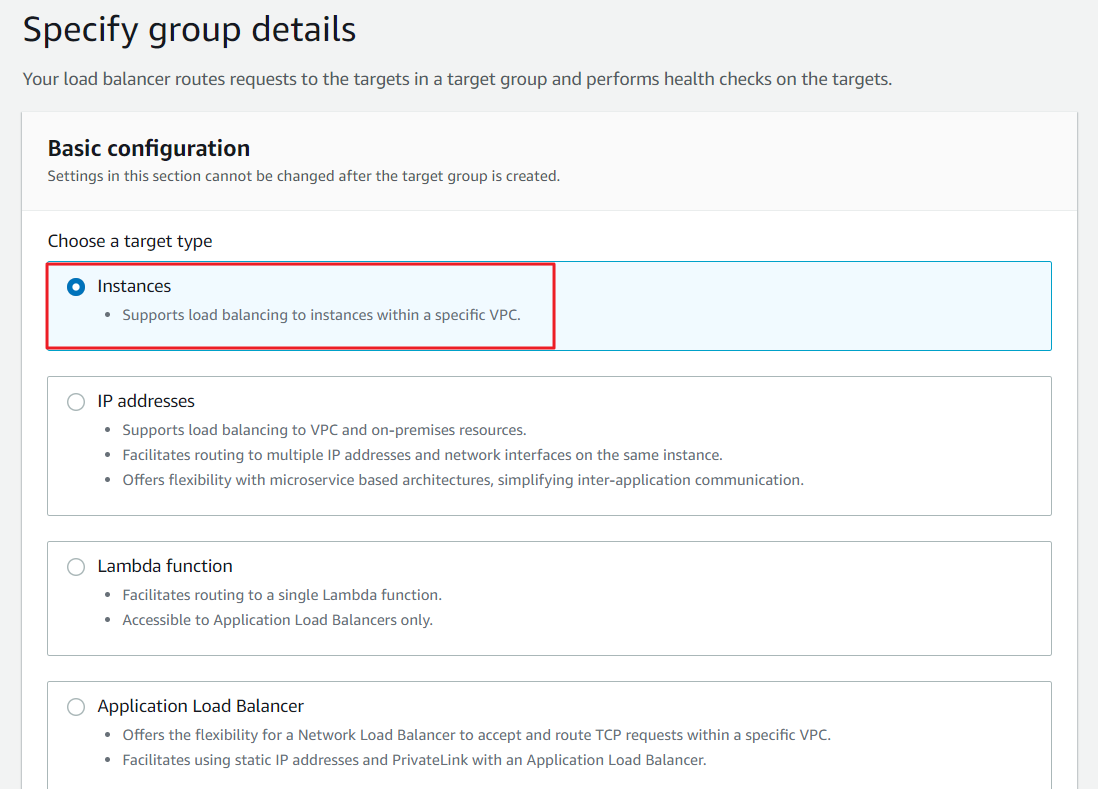 Specify group details
Your load balancer routes requests to the targets in a target group and performs health checks on the targets.
Basic configuration
Settings in this section cannot be changed after the target group is created.
Choose a target type
Instances
• Supports load balancing to instances within a specific VPC.
IP addresses
• Supports load balancing to VPC and on-premises resources.
• Facilitates routing to multiple IP addresses and network interfaces on the same instance.
• Offers flexibility with microservice based architectures, simplifying inter-application communication.
Lambda function
• Facilitates routing to a single Lambda function.
• Accessible to Application Load Balancers only.
Application Load Balancer
• Offers the flexibility for a Network Load Balancer to accept and route TCP requests within a specific VPC.
• Facilitates using static IP addresses and PrivateLink with an Application Load Balancer.